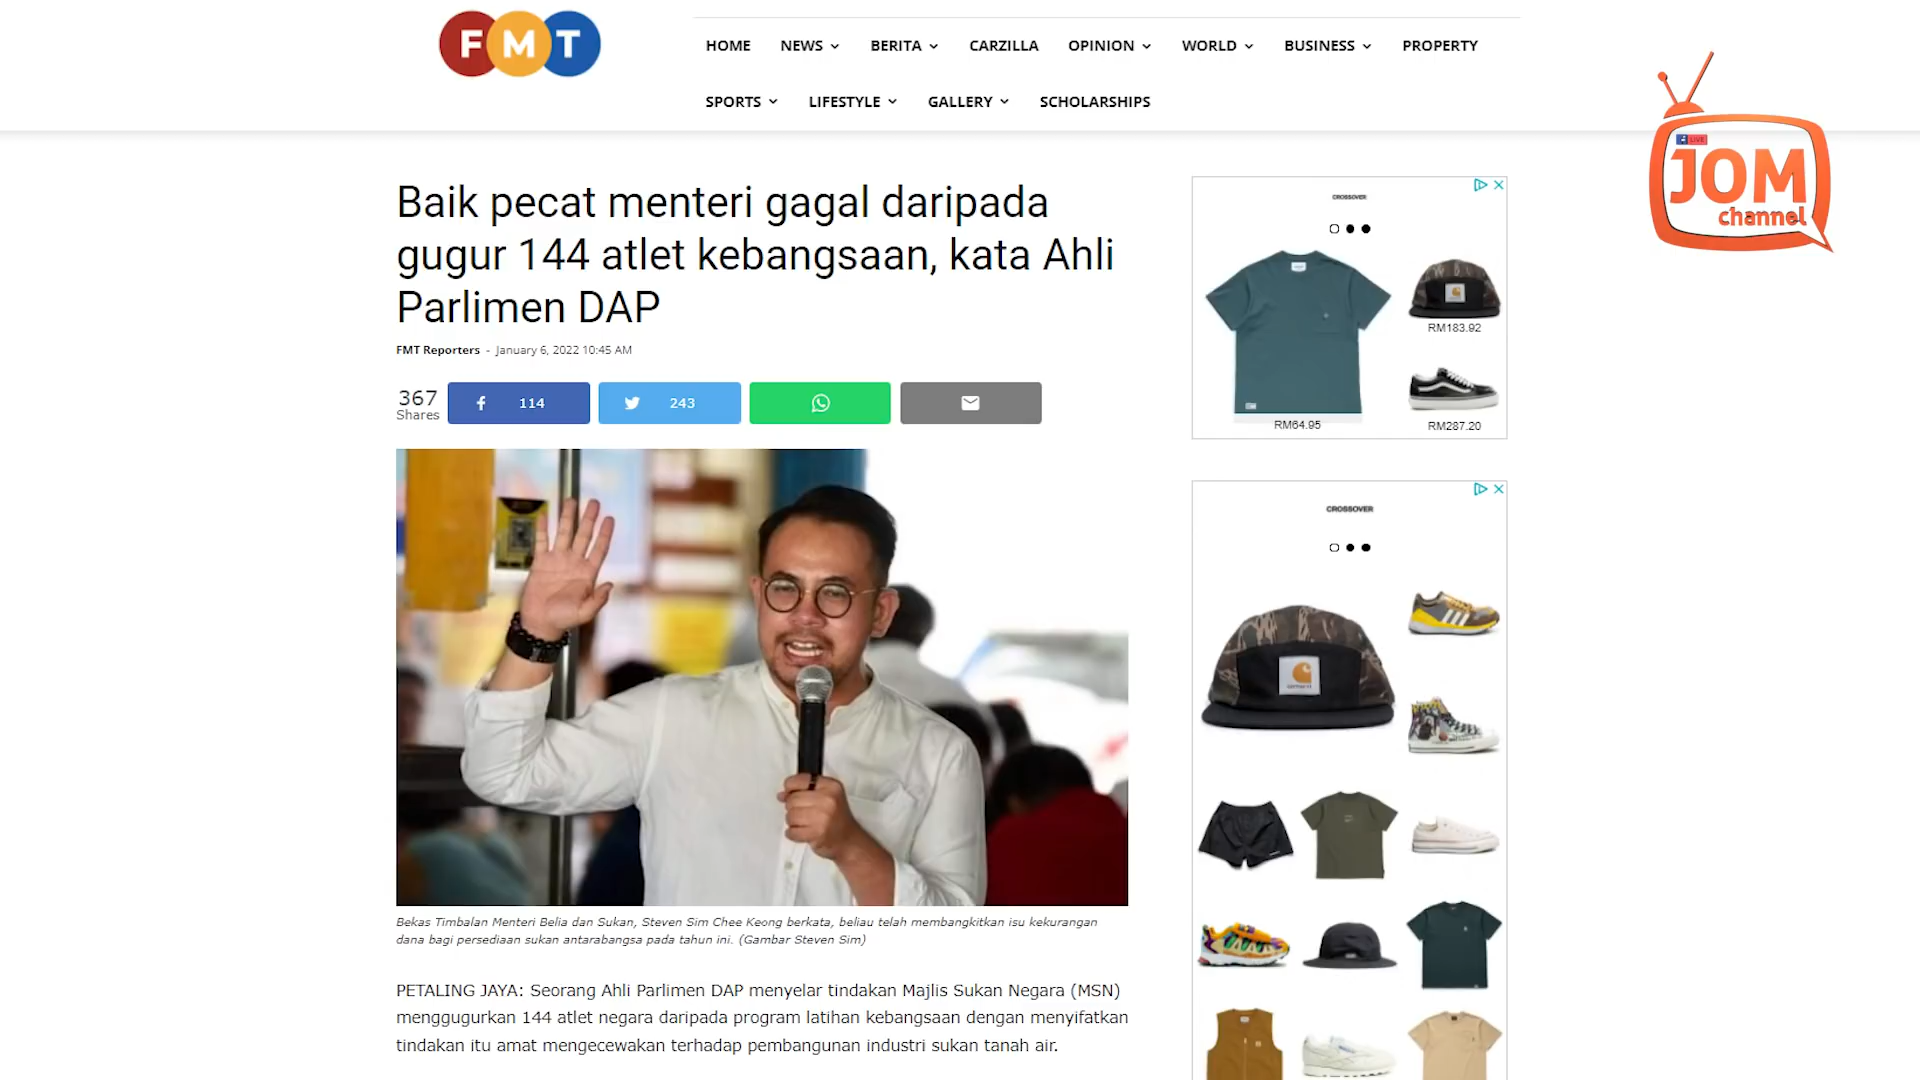 FMT
HOME NEWS BERITA CARZILLA OPINION WORLD BUSINESS PROPERTY
SPORTS LIFESTYLE GALLERY SCHOLARSHIPS
LIVE
JOM
channel
Baik pecat menteri gagal daripada
gugur 144 atlet kebangsaan, kata Ahli
Parlimen DAP
FMT Reporters - January 6, 2022 10:45 AM
367
Shares
114
243
Bekas Timbalan Menteri Belia dan Sukan, Steven Sim Chee Keong berkata, beliau telah membangkitkan isu kekurangan
dana bagi persediaan sukan antarabangsa pada tahun ini. (Gambar Steven Sim)
PETALING JAYA: Seorang Ahli Parlimen DAP menyelar tindakan Majlis Sukan Negara (MSN)
menggugurkan 144 atlet negara daripada program latihan kebangsaan dengan menyifatkan
tindakan itu amat mengecewakan terhadap pembangunan industri sukan tanah air.
CROSSOVER
RM183.92
RM64.95
RM287.20
CROSSOVER